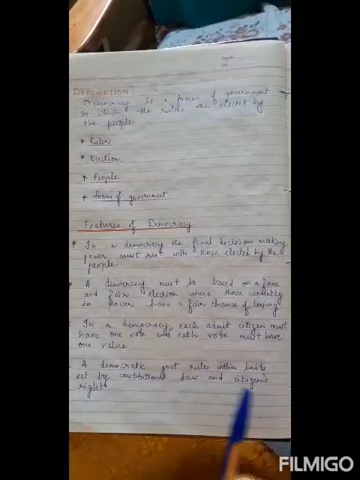 DEFINATION:
Democracy is a form of government
in which the rulers are elected by
the people.
* Rulers
* Election
* People
* Form of government
Features of Democracy
* In a democracy the final decision making
power must rest with those elected by the
people.
* A democracy must be based on a free
and fair election where those currently
in power have a fair chance of losing.
In a democracy, each adult citizen must
have one vote and each vote must have
one value
A democratic govt rules within limits
set by constitutional law and citizens
rights
FILMIGO